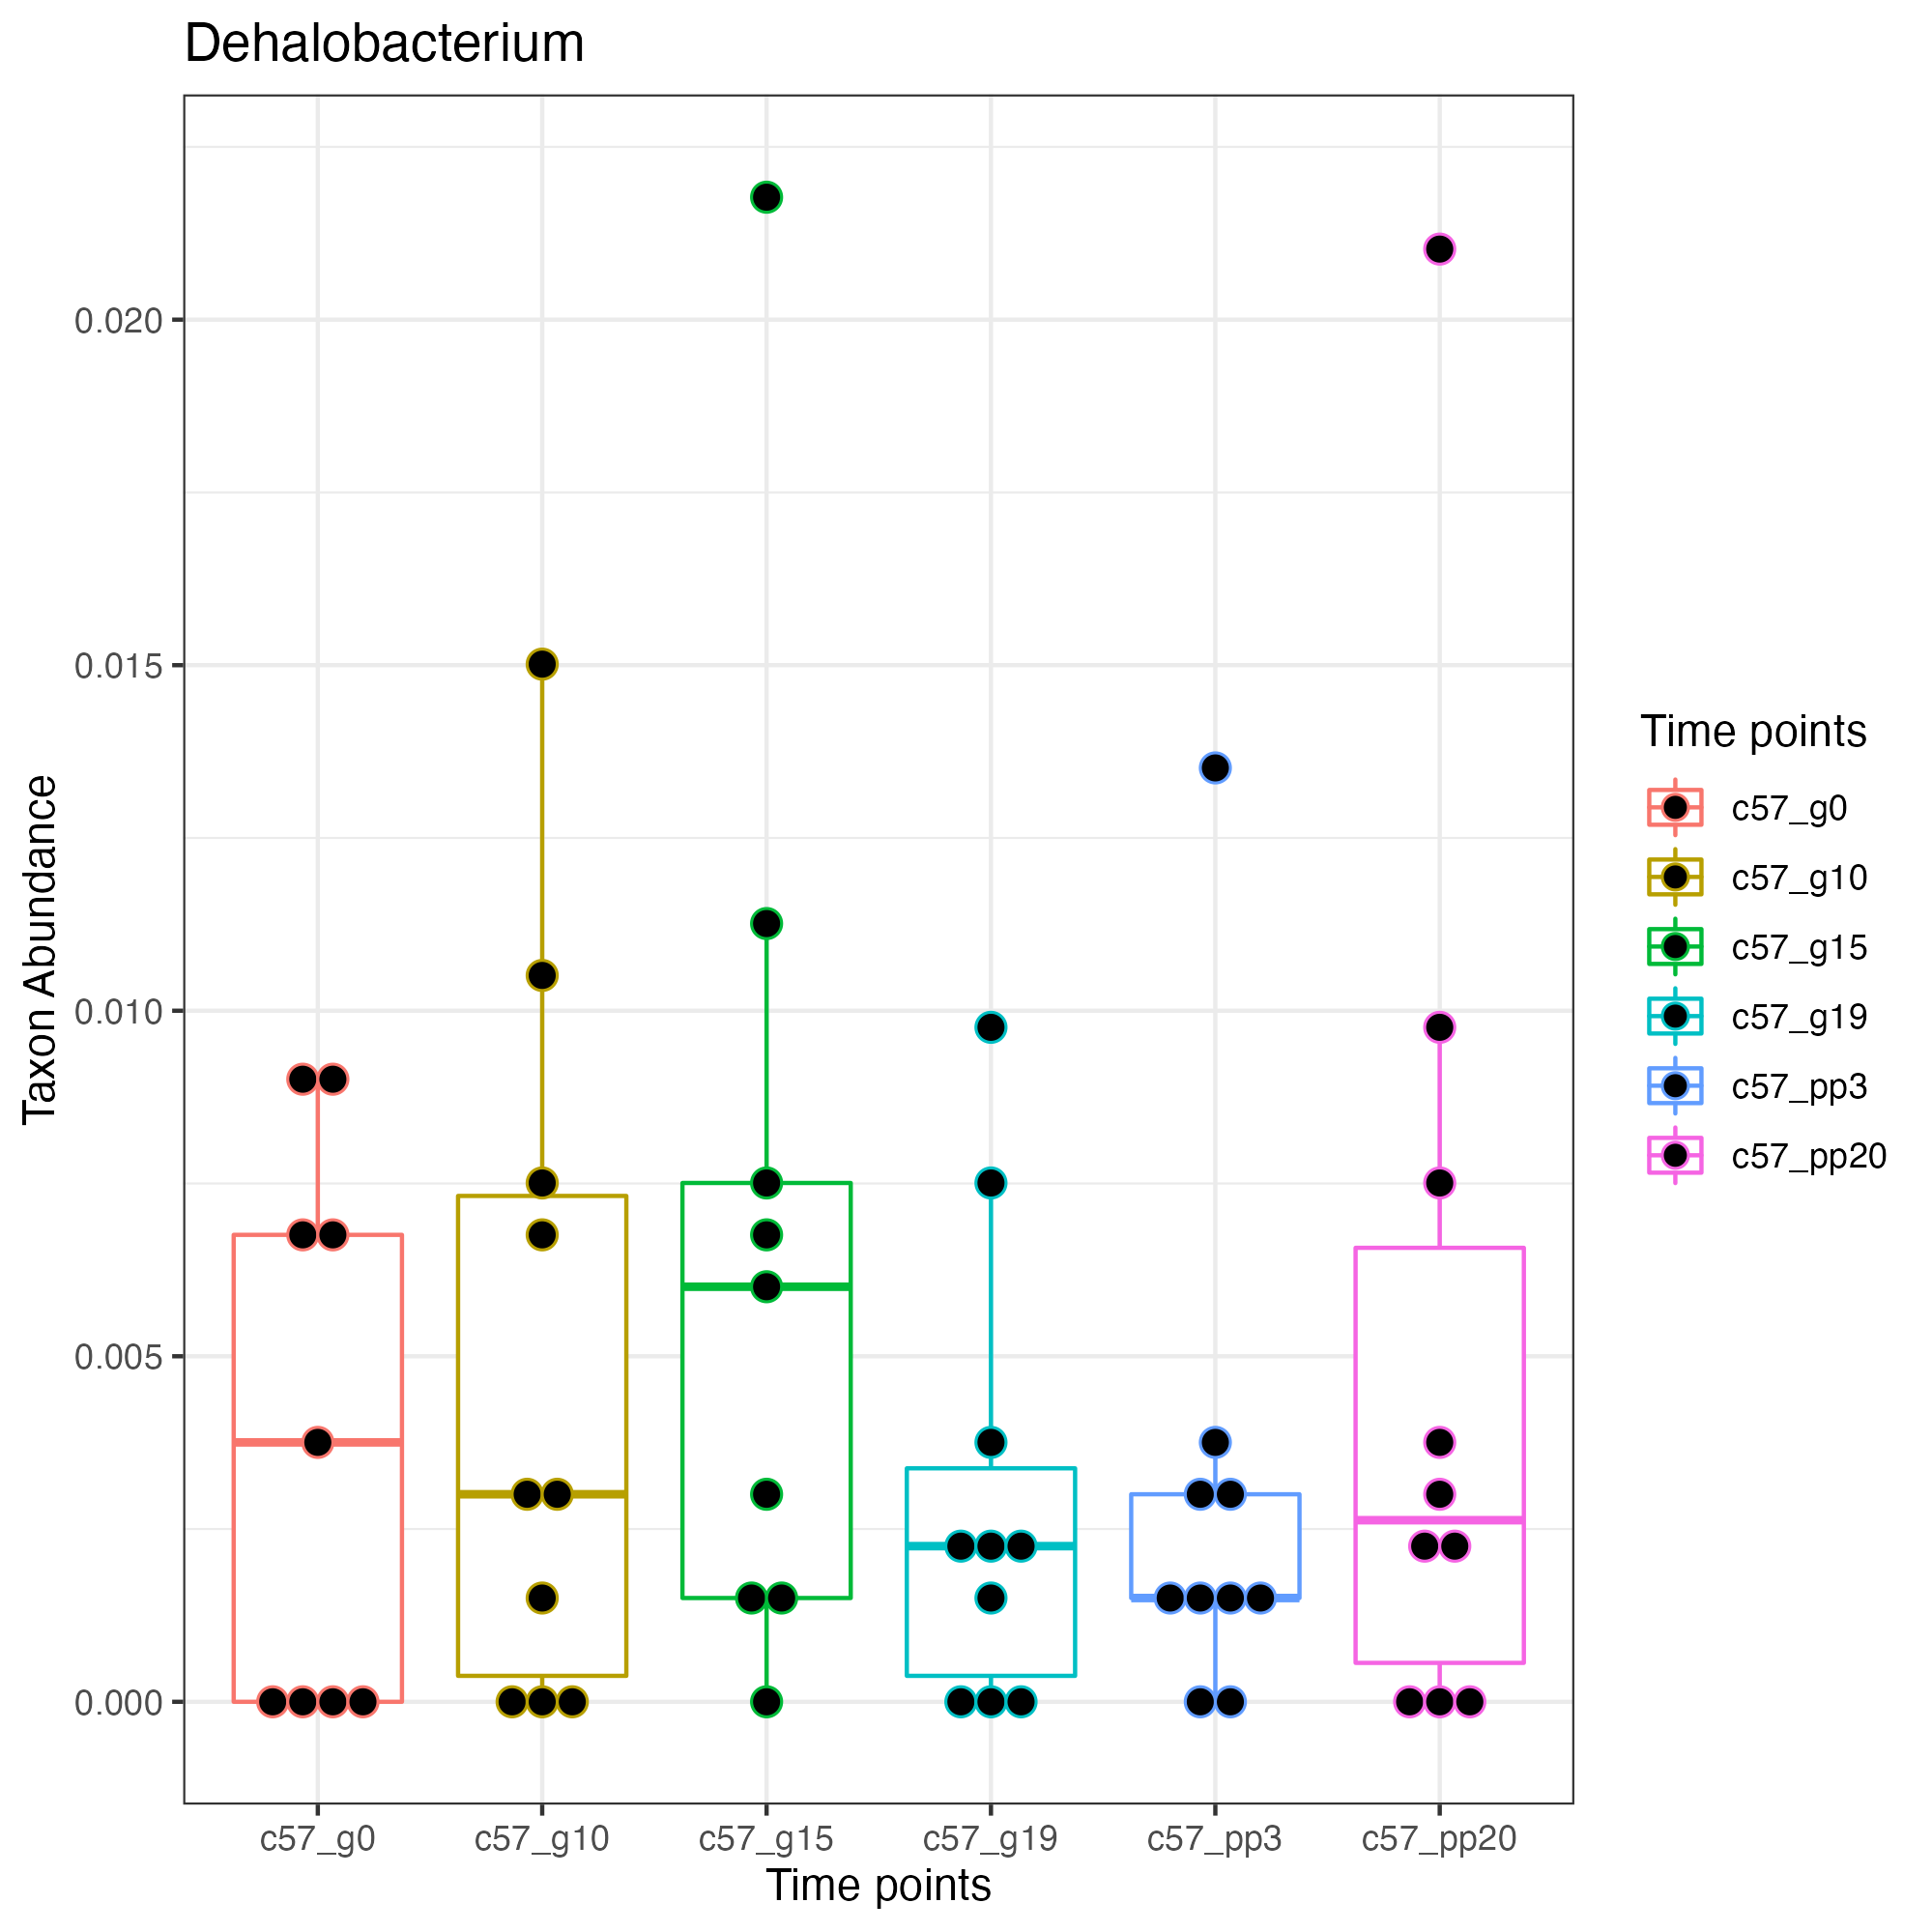 Dehalobacterium
Taxon Abundance
0.020
0.015
0.010
0.005
0.000
c57_g0
c57_g10
c57_g15
c57_g19
c57_pp3
c57_pp20
Time points
Time points
c57_g0
c57_g10
c57_g15
c57_g19
c57_pp3
c57_pp20